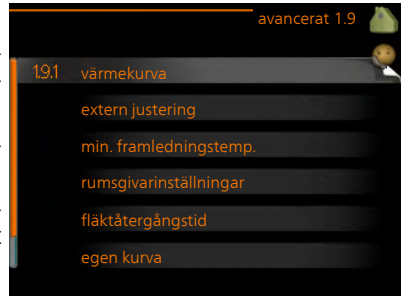 avancerat 1.9
1.9.1 värmekurva
extern justering
min. framledningstemp.
rumsgivarinställningar
fläktåtergångstid
egen kurva